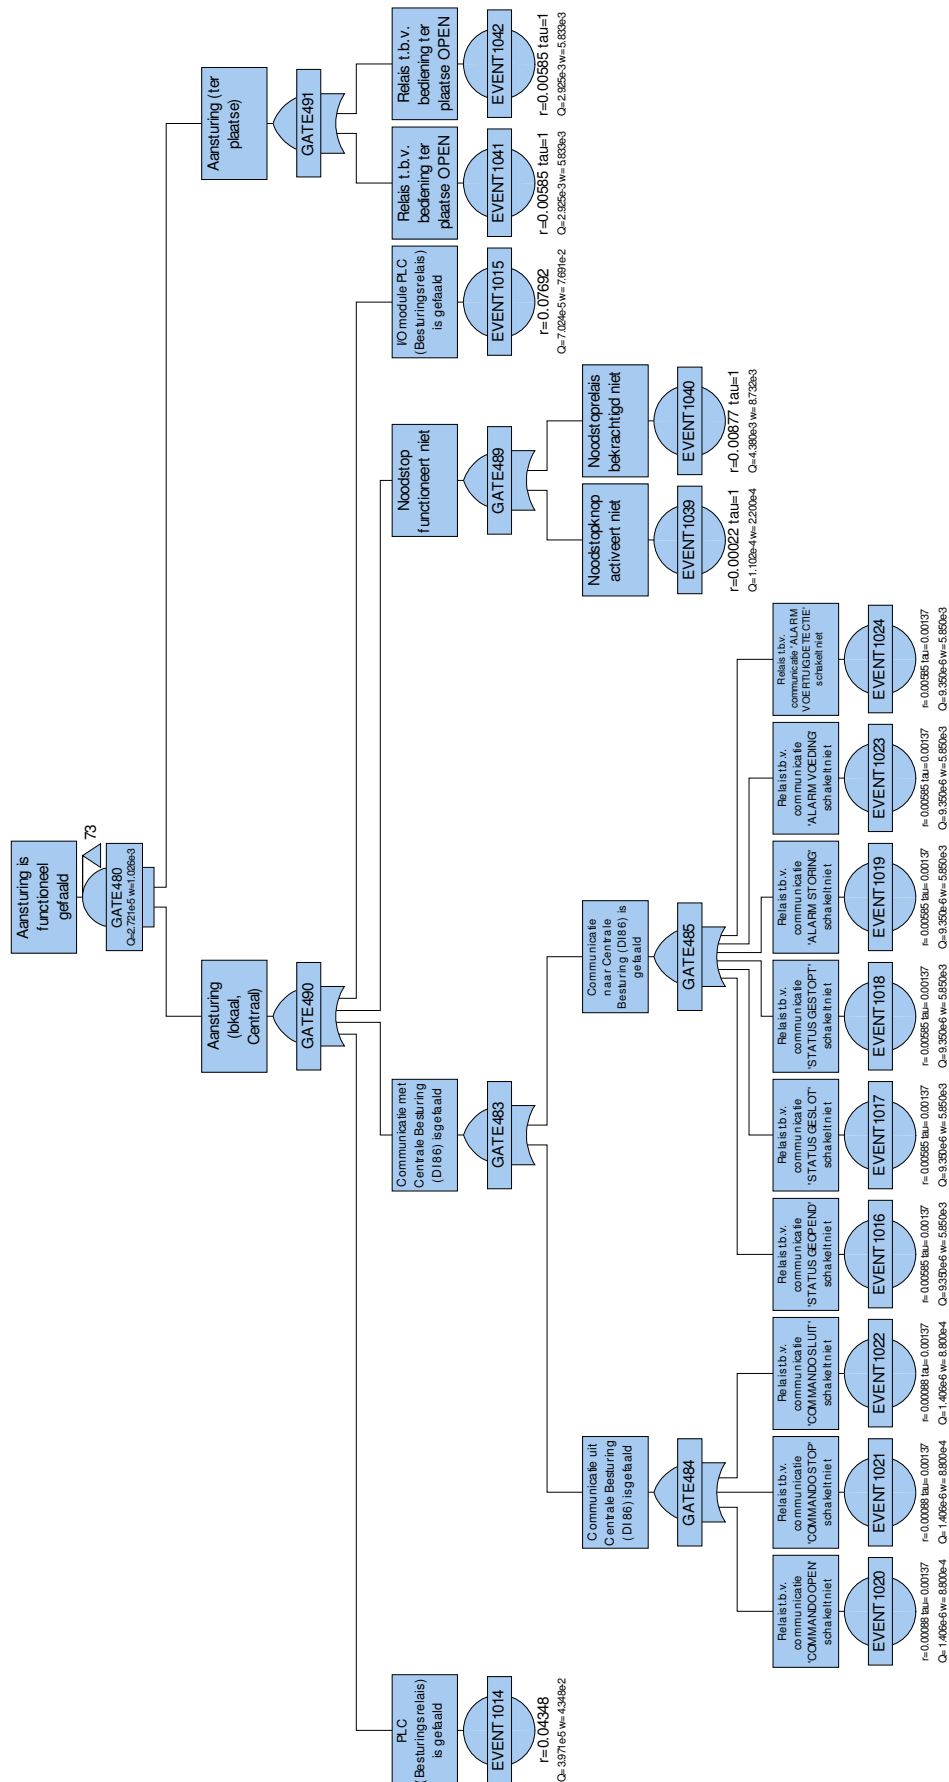 Aansturing is
functioneel
gefaald
73
GATE480
Q=2.721e-5 w=1.026e-3
Aansturing
(lokaal,
Centraal)
GATE490
Aansturing (ter
plaatse)
GATE491
PLC
(Besturingsrelais)
is gefaald
EVENT1014
r=0.04348
Q=3.971e-5 w=4.348e-2
Communicatie met
Centrale Besturing
(DI86) is gefaald
GATE483
Noodstop
functioneert niet
GATE489
I/O module PLC
(Besturingsrelais)
is gefaald
EVENT1015
r=0.07692
Q=7.024e-5 w=7.691e-2
Relais t.b.v.
bediening ter
plaatse OPEN
EVENT1041
r=0.00585 tau=1
Q=2.925e-3 w=5.833e-3
Relais t.b.v.
bediening ter
plaatse OPEN
EVENT1042
r=0.00585 tau=1
Q=2.925e-3 w=5.833e-3
Communicatie uit
Centrale Besturing
(DI86) is gefaald
GATE484
Communicatie
naar Centrale
Besturing (DI86) is
gefaald
GATE485
Noodstopknop
activeert niet
EVENT1039
r=0.00022 tau=1
Q=1.102e-4 w=2.200e-4
Noodstoprelais
bekrachtigd niet
EVENT1040
r=0.00877 tau=1
Q=4.380e-3 w=8.732e-3
Relais t.b.v.
communicatie
'COMMANDO OPEN'
schakelt niet
EVENT1020
r=0.00088 tau=0.00137
Q=1.406e-6 w=8.800e-4
Relais t.b.v.
communicatie
'COMMANDO STOP'
schakelt niet
EVENT1021
r=0.00088 tau=0.00137
Q=1.406e-6 w=8.800e-4
Relais t.b.v.
communicatie
'COMMANDO SLUIT'
schakelt niet
EVENT1022
r=0.00088 tau=0.00137
Q=1.406e-6 w=8.800e-4
Relais t.b.v.
communicatie
'STATUS GEOPEND'
schakelt niet
EVENT1016
r=0.00585 tau=0.00137
Q=9.350e-6 w=5.850e-3
Relais t.b.v.
communicatie
'STATUS GESLOT'
schakelt niet
EVENT1017
r=0.00585 tau=0.00137
Q=9.350e-6 w=5.850e-3
Relais t.b.v.
communicatie
'STATUS GESTOPT'
schakelt niet
EVENT1018
r=0.00585 tau=0.00137
Q=9.350e-6 w=5.850e-3
Relais t.b.v.
communicatie
'ALARM STORING'
schakelt niet
EVENT1019
r=0.00585 tau=0.00137
Q=9.350e-6 w=5.850e-3
Relais t.b.v.
communicatie
'ALARM VOEDING'
schakelt niet
EVENT1023
r=0.00585 tau=0.00137
Q=9.350e-6 w=5.850e-3
Relais t.b.v.
communicatie 'ALARM
VOERTUIGDETECTIE'
schakelt niet
EVENT1024
r=0.00585 tau=0.00137
Q=9.350e-6 w=5.850e-3